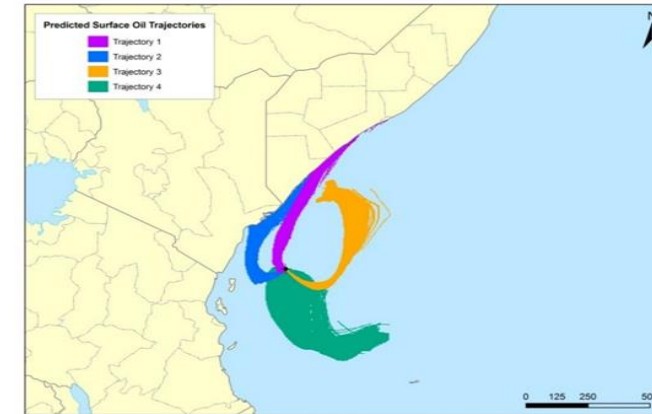 Predicted Surface Oil Trajectories
Trajectory 1
Trajectory 2
Trajectory 3
Trajectory 4
0 125 250